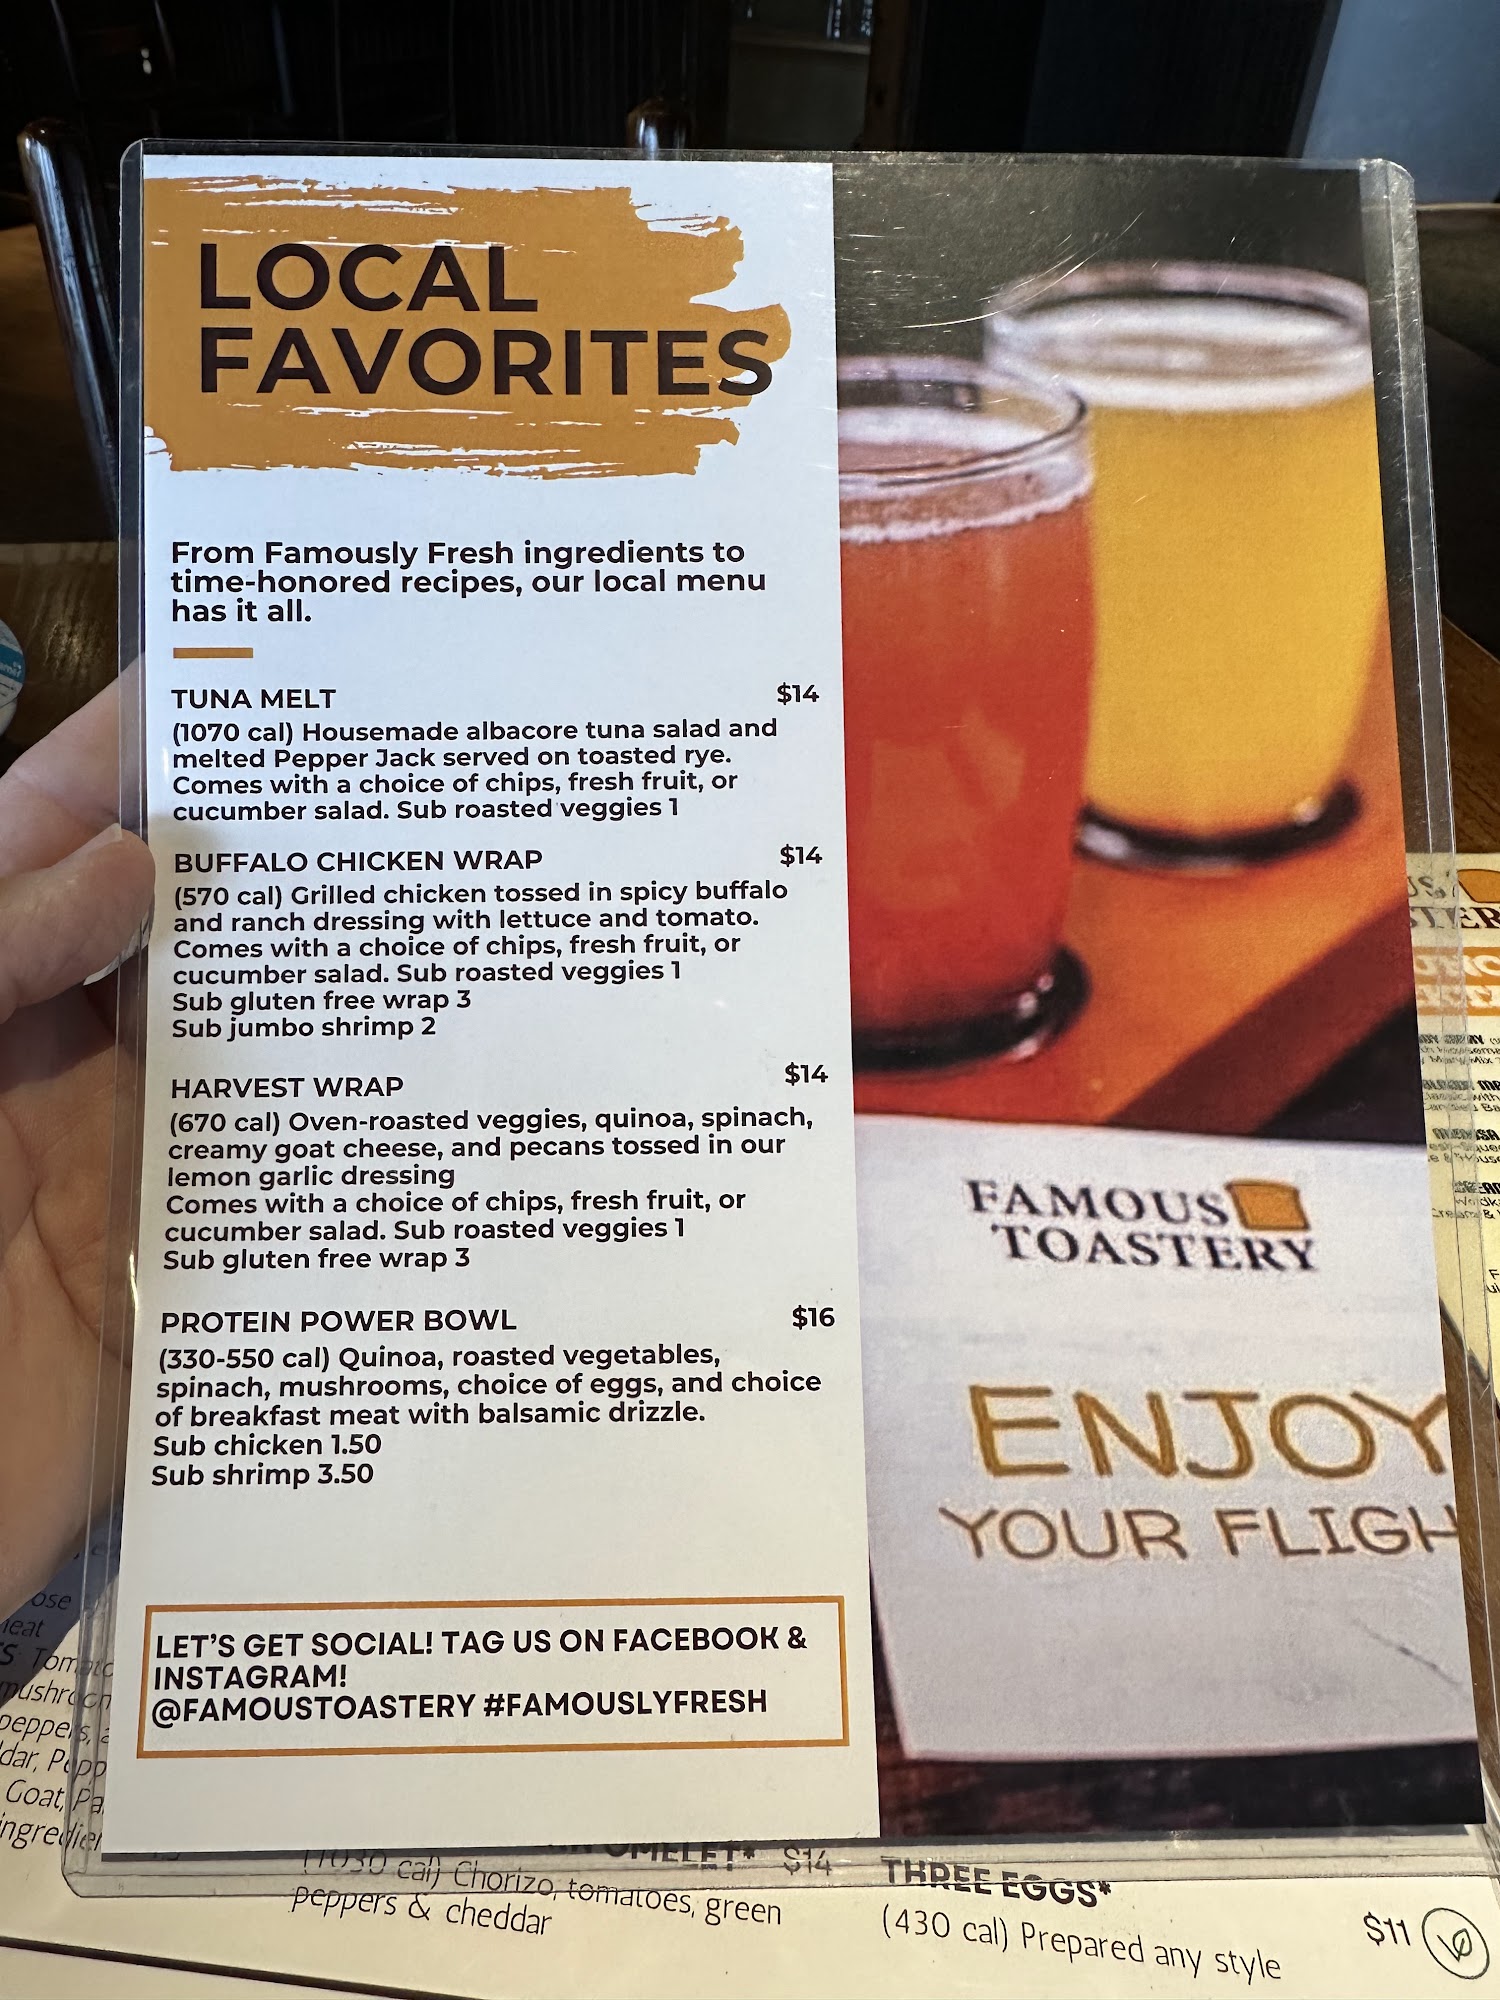 LOCAL
FAVORITES
From Famously Fresh ingredients to
time-honored recipes, our local menu
has it all.
TUNA MELT $14
(1070 cal) Housemade albacore tuna salad and
melted Pepper Jack served on toasted rye.
Comes with a choice of chips, fresh fruit, or
cucumber salad. Sub roasted veggies 1
BUFFALO CHICKEN WRAP $14
(570 cal) Grilled chicken tossed in spicy buffalo
and ranch dressing with lettuce and tomato.
Comes with a choice of chips, fresh fruit, or
cucumber salad. Sub roasted veggies 1
Sub gluten free wrap 3
Sub jumbo shrimp 2
HARVEST WRAP $14
(670 cal) Oven-roasted veggies, quinoa, spinach,
creamy goat cheese, and pecans tossed in our
lemon garlic dressing
Comes with a choice of chips, fresh fruit, or
cucumber salad. Sub roasted veggies 1
Sub gluten free wrap 3
PROTEIN POWER BOWL $16
(330-550 cal) Quinoa, roasted vegetables,
spinach, mushrooms, choice of eggs, and choice
of breakfast meat with balsamic drizzle.
Sub chicken 1.50
Sub shrimp 3.50
LET'S GET SOCIAL! TAG US ON FACEBOOK &
INSTAGRAM!
@FAMOUSTOASTERY #FAMOUSLYFRESH
FAMOUS
TOASTERY
ENJOY
YOUR FLIGH
Goat,
OMELET* $14
(1030 cal) Chorizo, tomatoes, green
peppers & cheddar
THREE EGGS*
(430 cal) Prepared any style
$11